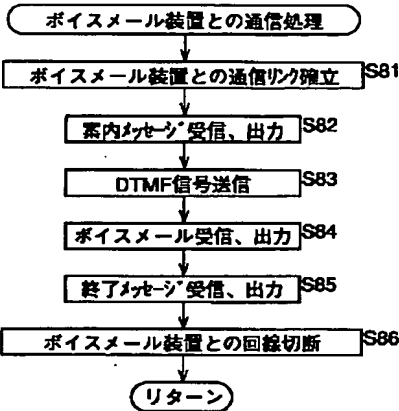 ボイスメール装置との通信処理
ボイスメール装置との通信リンク確立 S81
案内メッセージ受信、出力 S82
DTMF信号送信 S83
ボイスメール受信、出力 S84
終了メッセージ受信、出力 S85
ボイスメール装置との回線切断 S86
リターン